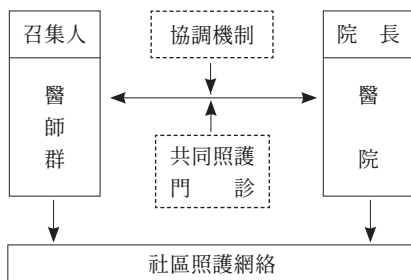 召集人
醫
師
群
協調機制
共同照護
門 診
院 長
醫
院
社區照護網絡